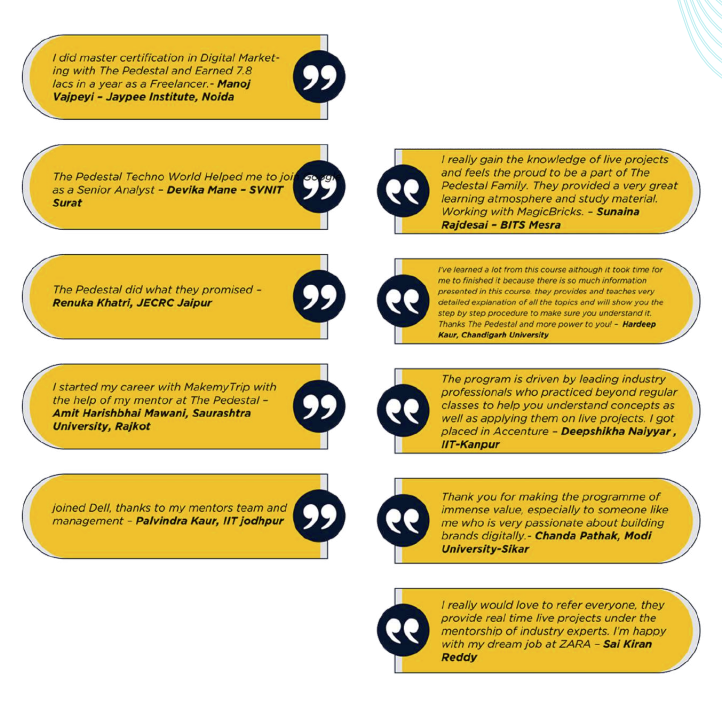 I did master certification in Digital Market-
ing with The Pedestal and Earned 7.8
lacs in a year as a Freelancer.- Manoj
Vajpeyi – Jaypee Institute, Noida
The Pedestal Techno World Helped me to join Google
as a Senior Analyst – Devika Mane – SVNIT
Surat
The Pedestal did what they promised –
Renuka Khatri, JECRC Jaipur
I started my career with MakemyTrip with
the help of my mentor at The Pedestal –
Amit Harishbhai Mawani, Saurashtra
University, Rajkot
joined Dell, thanks to my mentors team and
management – Palvindra Kaur, IIT jodhpur
I really gain the knowledge of live projects
and feels the proud to be a part of The
Pedestal Family. They provided a very great
learning atmosphere and study material.
Working with MagicBricks. – Sunaina
Rajdesai – BITS Mesra
I've learned a lot from this course although it took time for
me to finished it because there is so much information
presented in this course. they provides and teaches very
detailed explanation of all the topics and will show you the
step by step procedure to make sure you understand it.
Thanks The Pedestal and more power to you! – Hardeep
Kaur, Chandigarh University
The program is driven by leading industry
professionals who practiced beyond regular
classes to help you understand concepts as
well as applying them on live projects. I got
placed in Accenture – Deepshikha Naiyyar ,
IIT-Kanpur
Thank you for making the programme of
immense value, especially to someone like
me who is very passionate about building
brands digitally.- Chanda Pathak, Modi
University-Sikar
I really would love to refer everyone, they
provide real time live projects under the
mentorship of industry experts. I'm happy
with my dream job at ZARA – Sai Kiran
Reddy